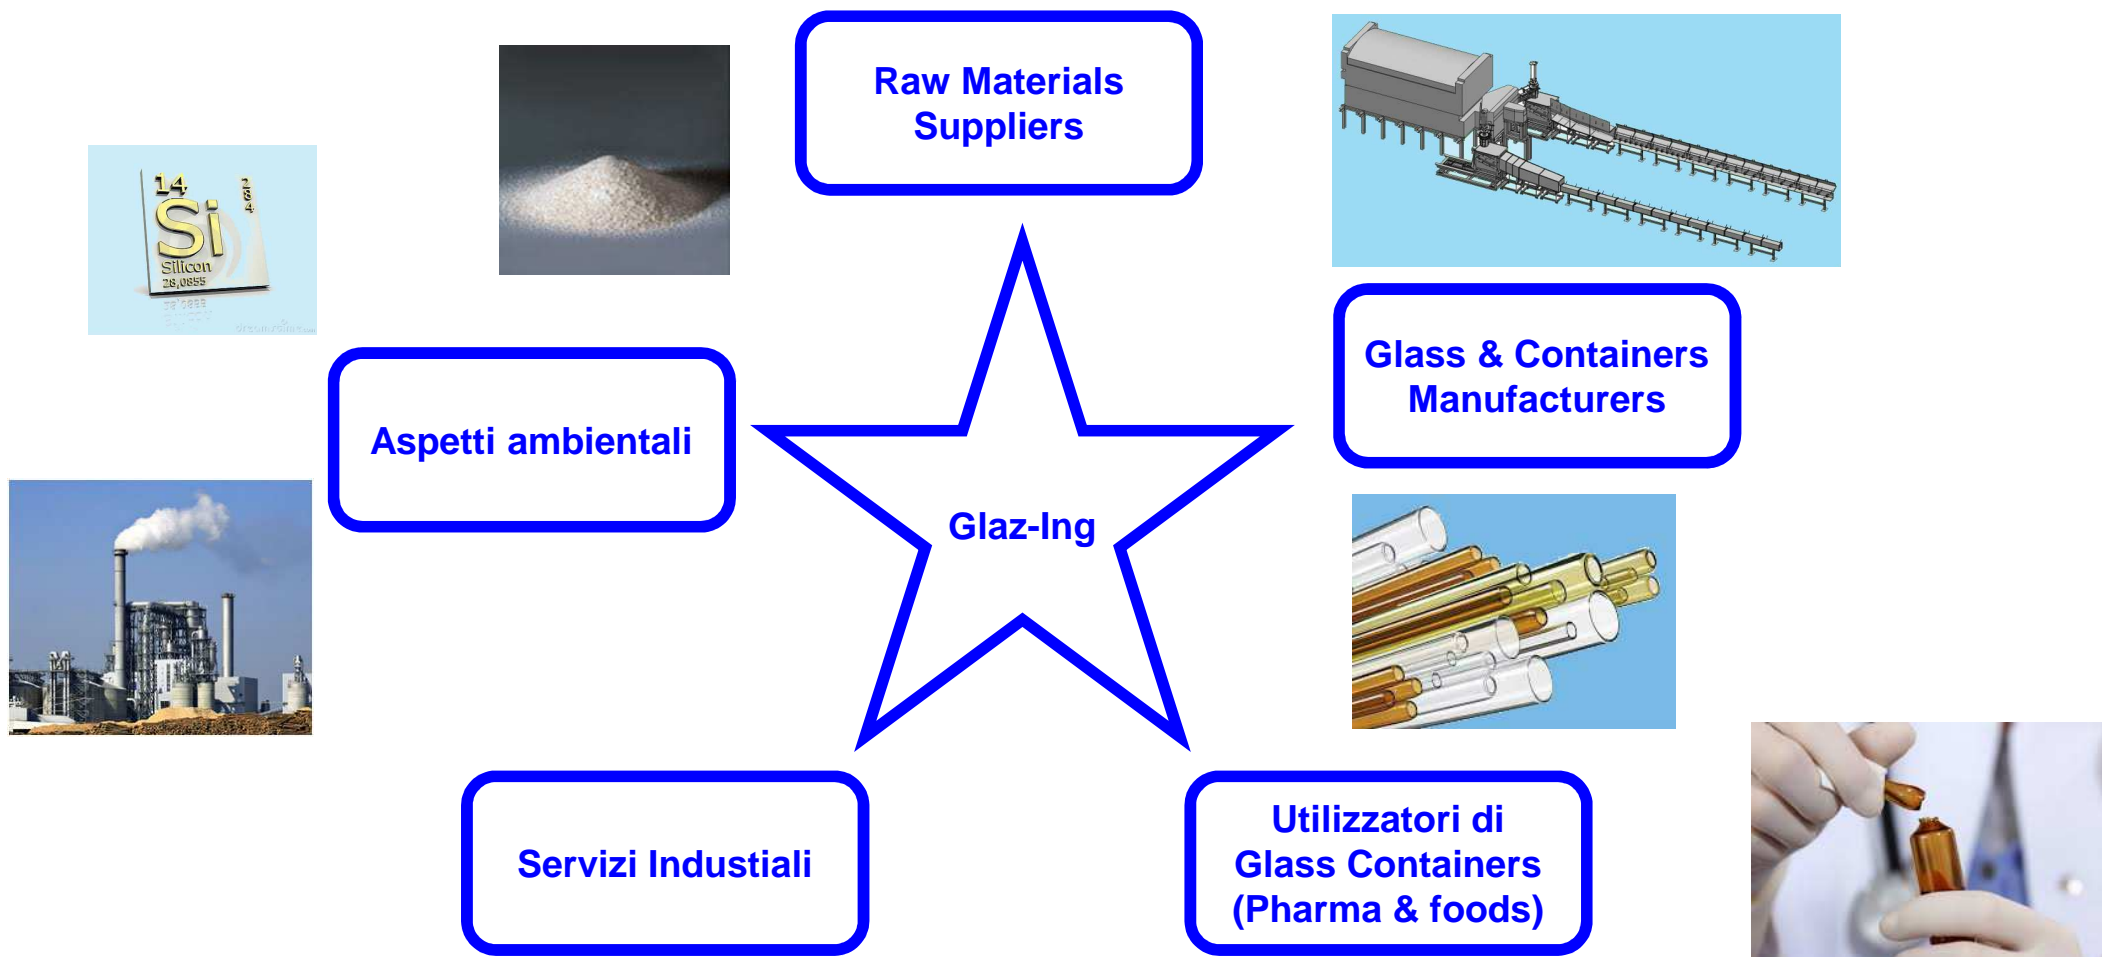 Raw Materials
Suppliers
14
284
Si
Silicon
28,0855
Glass & Containers
Manufacturers
Aspetti ambientali
Glaz-Ing
Servizi Industiali
Utilizzatori di
Glass Containers
(Pharma & foods)